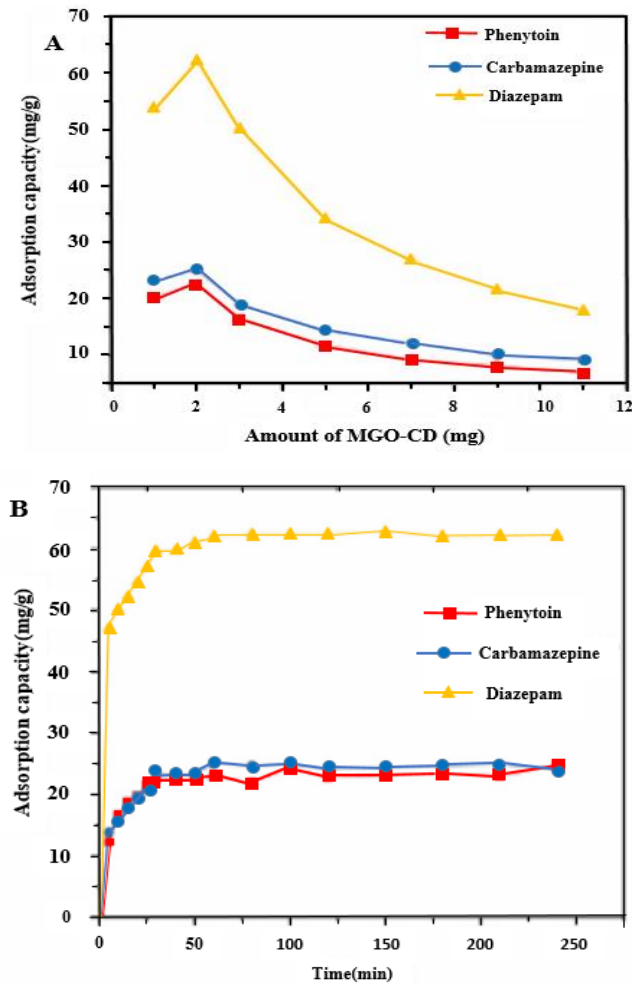 A
70
60
50
40
30
20
10
Adsorption capacity(mg/g)
Phenytoin
Carbamazepine
Diazepam
0 2 4 6 8 10 12
Amount of MGO-CD (mg)
B
70
60
50
40
30
20
10
0
Adsorption capacity(mg/g)
Phenytoin
Carbamazepine
Diazepam
0 50 100 150 200 250
Time(min)